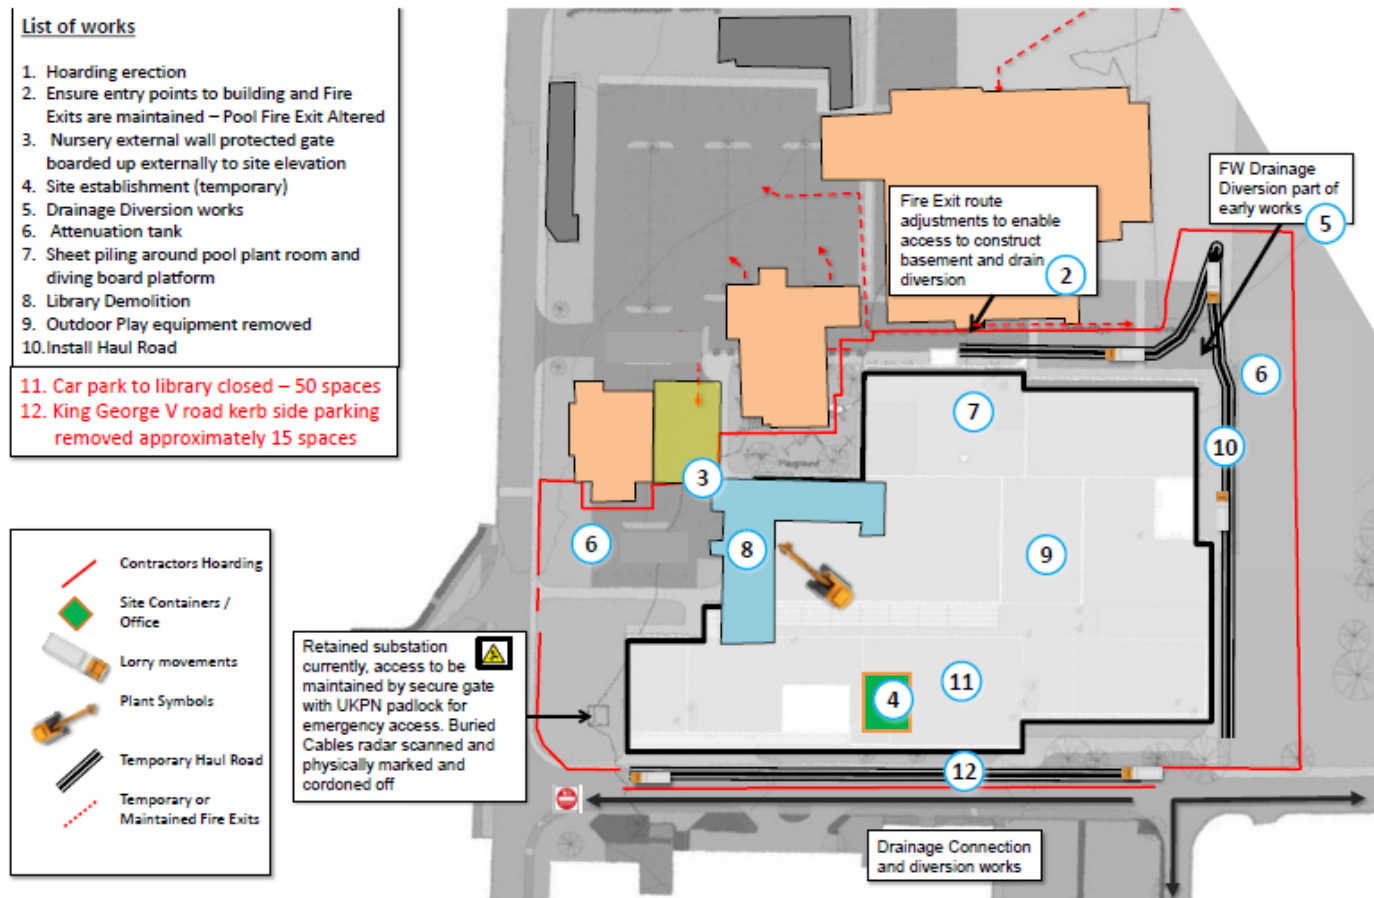 List of works
1. Hoarding erection
2. Ensure entry points to building and Fire
Exits are maintained – Pool Fire Exit Altered
3. Nursery external wall protected gate
boarded up externally to site elevation
4. Site establishment (temporary)
5. Drainage Diversion works
6. Attenuation tank
7. Sheet piling around pool plant room and
diving board platform
8. Library Demolition
9. Outdoor Play equipment removed
10. Install Haul Road
11. Car park to library closed – 50 spaces
12. King George V road kerb side parking
removed approximately 15 spaces
Contractors Hoarding
Site Containers /
Office
Lorry movements
Plant Symbols
Temporary Haul Road
Temporary or
Maintained Fire Exits
Fire Exit route
adjustments to enable
access to construct
basement and drain
diversion
2
FW Drainage
Diversion part of
early works
5
6
7
10
3
Playground
6
8
9
Retained substation
currently, access to be
maintained by secure gate
with UKPN padlock for
emergency access. Buried
Cables radar scanned and
physically marked and
cordoned off
4
11
12
Drainage Connection
and diversion works